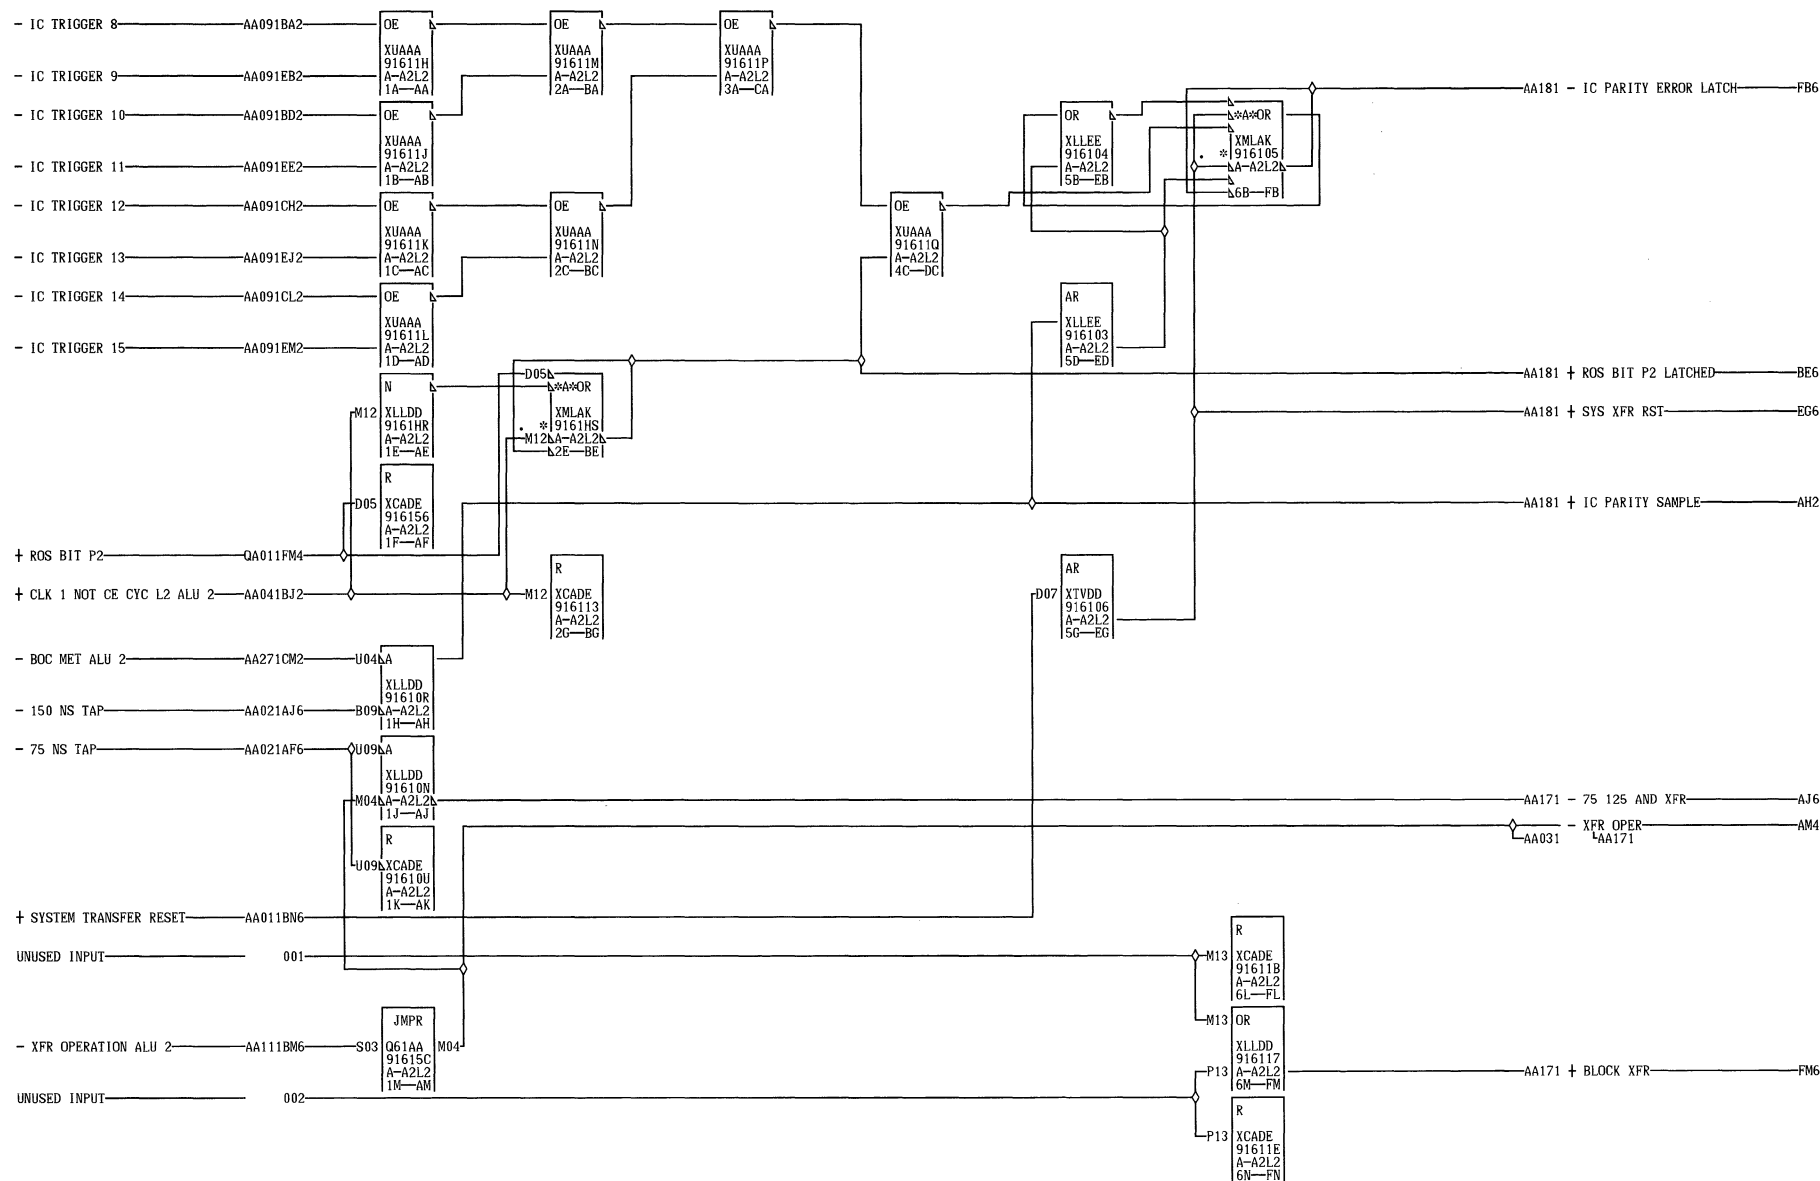 - IC TRIGGER 8 AA091BA2
- IC TRIGGER 9 AA091EB2
- IC TRIGGER 10 AA091BD2
- IC TRIGGER 11 AA091EE2
- IC TRIGGER 12 AA091CH2
- IC TRIGGER 13 AA091EJ2
- IC TRIGGER 14 AA091CL2
- IC TRIGGER 15 AA091EM2
+ ROS BIT P2 QA011FM4
+ CLK 1 NOT CE CYC L2 ALU 2 AA041BJ2
- BOC MET ALU 2 AA271CM2
- 150 NS TAP AA021AJ6
- 75 NS TAP AA021AF6
+ SYSTEM TRANSFER RESET AA011BN6
UNUSED INPUT 001
- XFR OPERATION ALU 2 AA111BM6
UNUSED INPUT 002
OE
XUAAA
91611H
A-A2L2
1A-AA
OE
XUAAA
91611J
A-A2L2
1B-AB
OE
XUAAA
91611K
A-A2L2
1C-AC
OE
XUAAA
91611L
A-A2L2
1D-AD
N
M12 XLLDD
9161HR
A-A2L2
1E-AE
R
D05 XCADE
916156
A-A2L2
1F-AF
U04 A
XLLDD
91610R
B09 A-A2L2
1H-AH
U09 A
XLLDD
91610N
M04 A-A2L2
1J-AJ
R
U09 XCADE
91610U
A-A2L2
1K-AK
JMPR
S03 Q61AA M04
91615C
A-A2L2
1M-AM
OE
XUAAA
91611M
A-A2L2
2A-BA
OE
XUAAA
91611N
A-A2L2
2C-BC
D05
*A*OR
XMLAK
* 9161HS
M12 A-A2L2
2E-BE
R
M12 XCADE
916113
A-A2L2
2G-BG
OE
XUAAA
91611P
A-A2L2
3A-CA
OE
XUAAA
91611Q
A-A2L2
4C-DC
OR
XLLEE
916104
A-A2L2
5B-EB
AR
XLLEE
916103
A-A2L2
5D-ED
AR
D07 XTVDD
916106
A-A2L2
5G-EG
*A*OR
XMLAK
* 916105
A-A2L2
6B-FB
R
M13 XCADE
91611B
A-A2L2
6L-FL
M13 OR
XLLDD
916117
P13 A-A2L2
6M-FM
R
P13 XCADE
91611E
A-A2L2
6N-FN
AA181 - IC PARITY ERROR LATCH FB6
AA181 + ROS BIT P2 LATCHED BE6
AA181 + SYS XFR RST EG6
AA181 + IC PARITY SAMPLE AH2
AA171 - 75 125 AND XFR AJ6
- XFR OPER AM4
AA031 AA171
AA171 + BLOCK XFR FM6